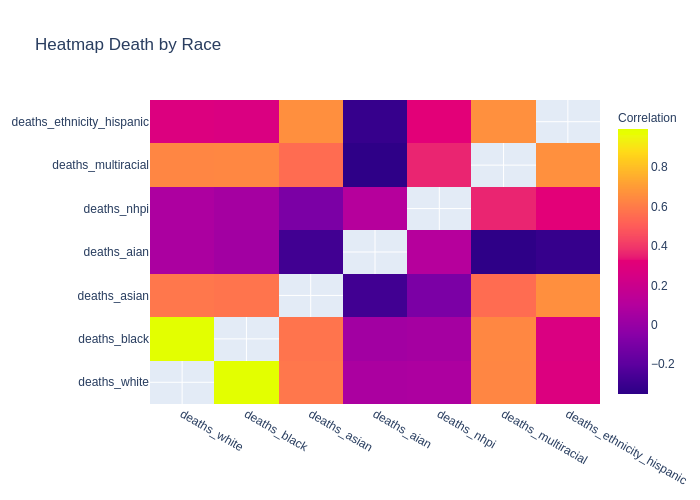 Heatmap Death by Race
Correlation
deaths_ethnicity_hispanic
deaths_multiracial
deaths_nhpi
deaths_aian
deaths_asian
deaths_black
deaths_white
0.8
0.6
0.4
0.2
0
−0.2
deaths_white
deaths_black
deaths_asian
deaths_aian
deaths_nhpi
deaths_multiracial
deaths_ethnicity_hispanic